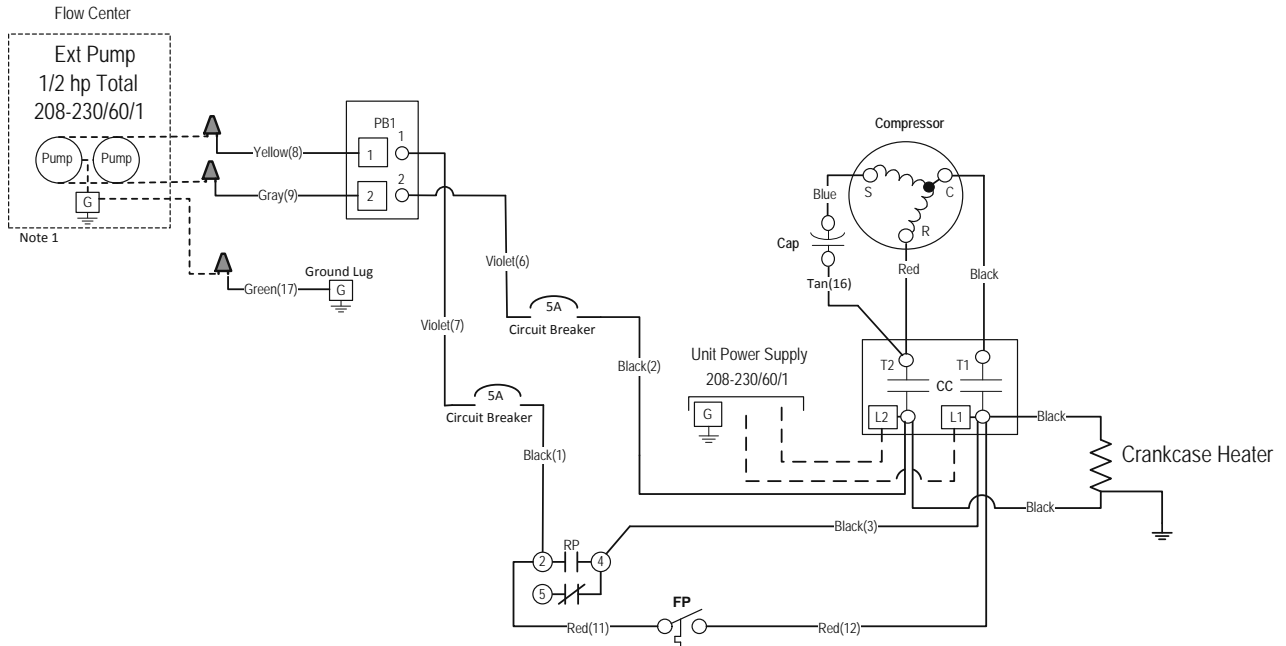 Flow Center
Ext Pump
1/2 hp Total
208-230/60/1
Pump
Pump
G
Note 1
Yellow(8)
Gray(9)
Green(17)
Ground Lug
G
PB1
1
1
2
2
Violet(6)
5A
Circuit Breaker
Violet(7)
5A
Circuit Breaker
Black(2)
Black(1)
Unit Power Supply
208-230/60/1
G
Compressor
S
C
R
Blue
Cap
Tan(16)
Red
Black
T2
T1
CC
L2
L1
Black
Crankcase Heater
Black
Black(3)
RP
2
4
5
FP
Red(11)
Red(12)